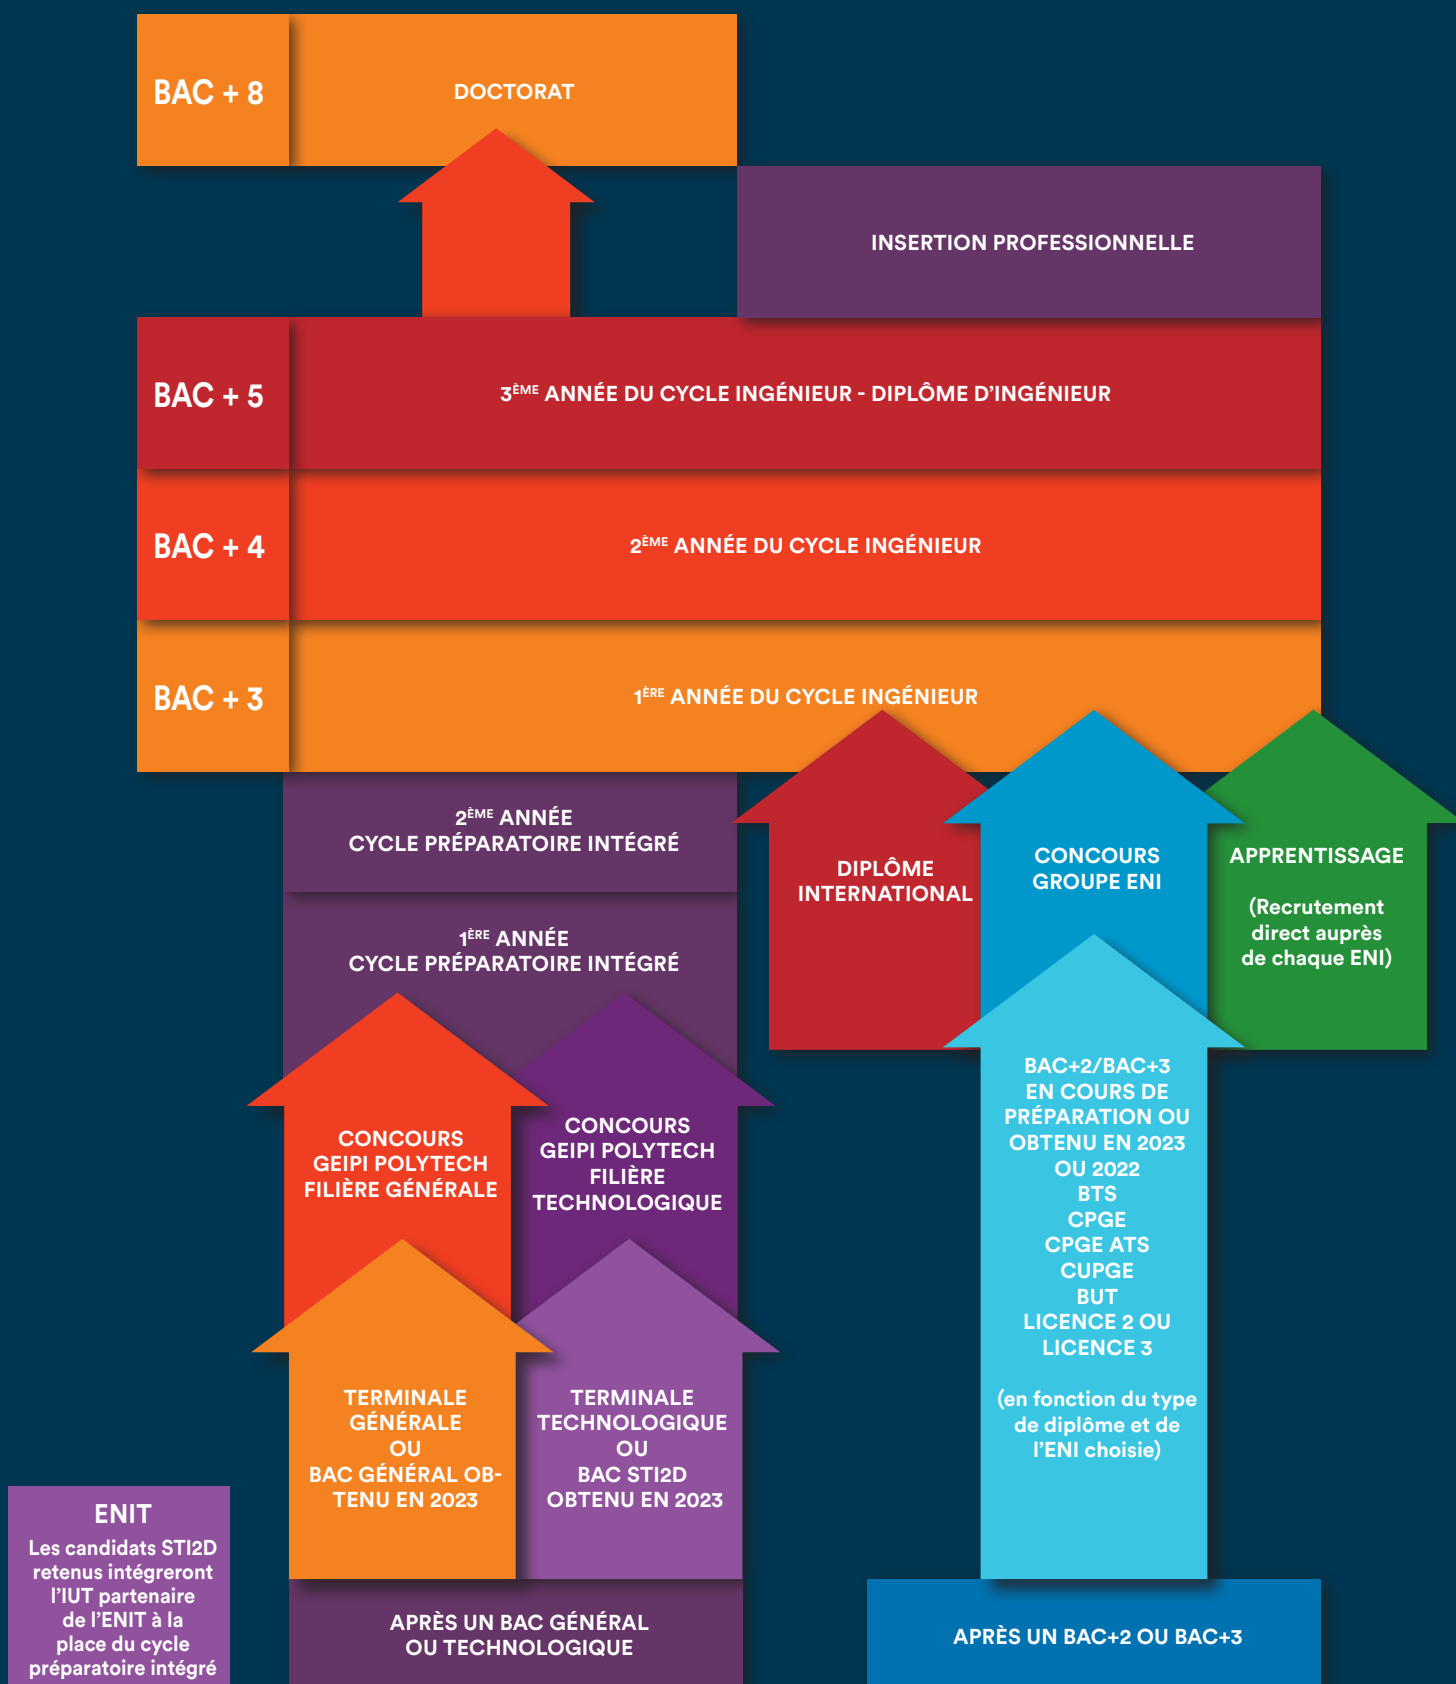 BAC + 8
DOCTORAT
INSERTION PROFESSIONNELLE
BAC + 5
3ÈME ANNÉE DU CYCLE INGÉNIEUR - DIPLÔME D'INGÉNIEUR
BAC + 4
2ÈME ANNÉE DU CYCLE INGÉNIEUR
BAC + 3
1ÈRE ANNÉE DU CYCLE INGÉNIEUR
2ÈME ANNÉE
CYCLE PRÉPARATOIRE INTÉGRÉ
1ÈRE ANNÉE
CYCLE PRÉPARATOIRE INTÉGRÉ
DIPLÔME
INTERNATIONAL
CONCOURS
GROUPE ENI
APPRENTISSAGE
(Recrutement
direct auprès
de chaque ENI)
CONCOURS
GEIPI POLYTECH
FILIÈRE GÉNÉRALE
CONCOURS
GEIPI POLYTECH
FILIÈRE
TECHNOLOGIQUE
BAC+2/BAC+3
EN COURS DE
PRÉPARATION OU
OBTENU EN 2023
OU 2022
BTS
CPGE
CPGE ATS
CUPGE
BUT
LICENCE 2 OU
LICENCE 3
(en fonction du type
de diplôme et de
l'ENI choisie)
TERMINALE
GÉNÉRALE
OU
BAC GÉNÉRAL OB-
TENU EN 2023
TERMINALE
TECHNOLOGIQUE
OU
BAC STI2D
OBTENU EN 2023
ENIT
Les candidats STI2D
retenus intégreront
l'IUT partenaire
de l'ENIT à la
place du cycle
préparatoire intégré
APRÈS UN BAC GÉNÉRAL
OU TECHNOLOGIQUE
APRÈS UN BAC+2 OU BAC+3